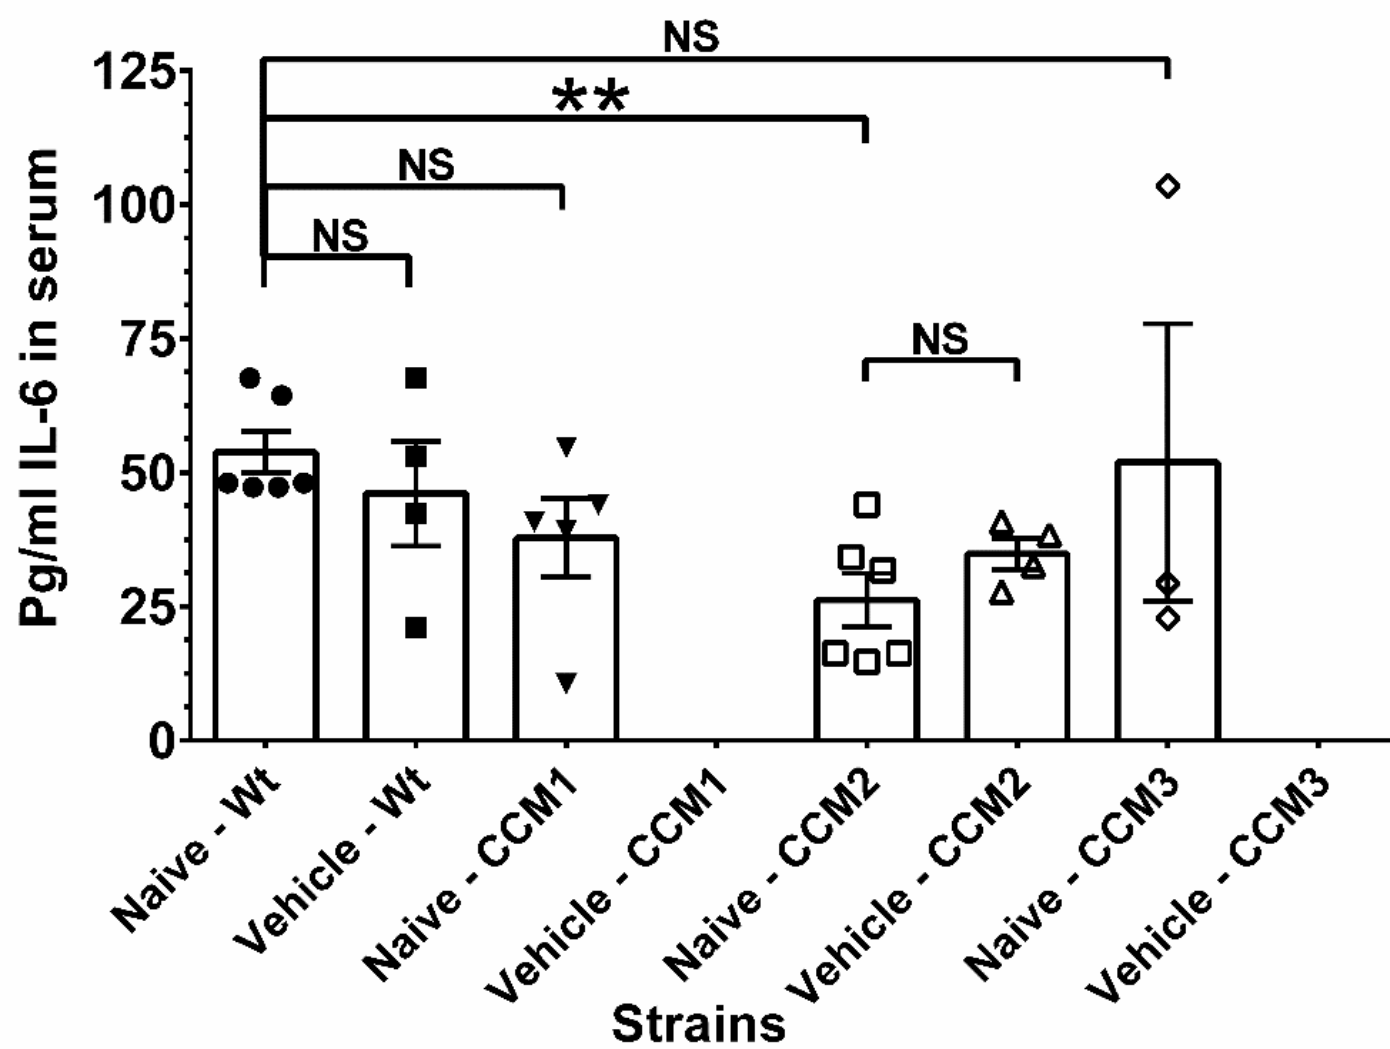 NS
125
**
NS
100
NS
75
NS
50
25
0
Pg/ml IL-6 in serum
Naive - Wt
Vehicle - Wt
Naive - CCM1
Vehicle - CCM1
Naive - CCM2
Vehicle - CCM2
Naive - CCM3
Vehicle - CCM3
Strains